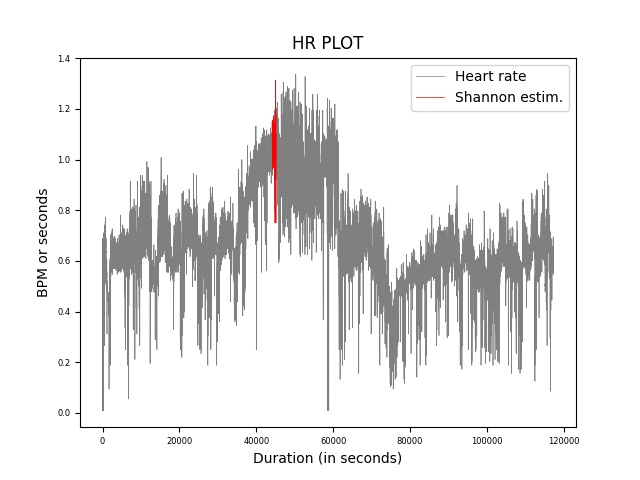 HR PLOT
Heart rate
Shannon estim.
BPM or seconds
1.4
1.2
1.0
0.8
0.6
0.4
0.2
0.0
0 20000 40000 60000 80000 100000 120000
Duration (in seconds)